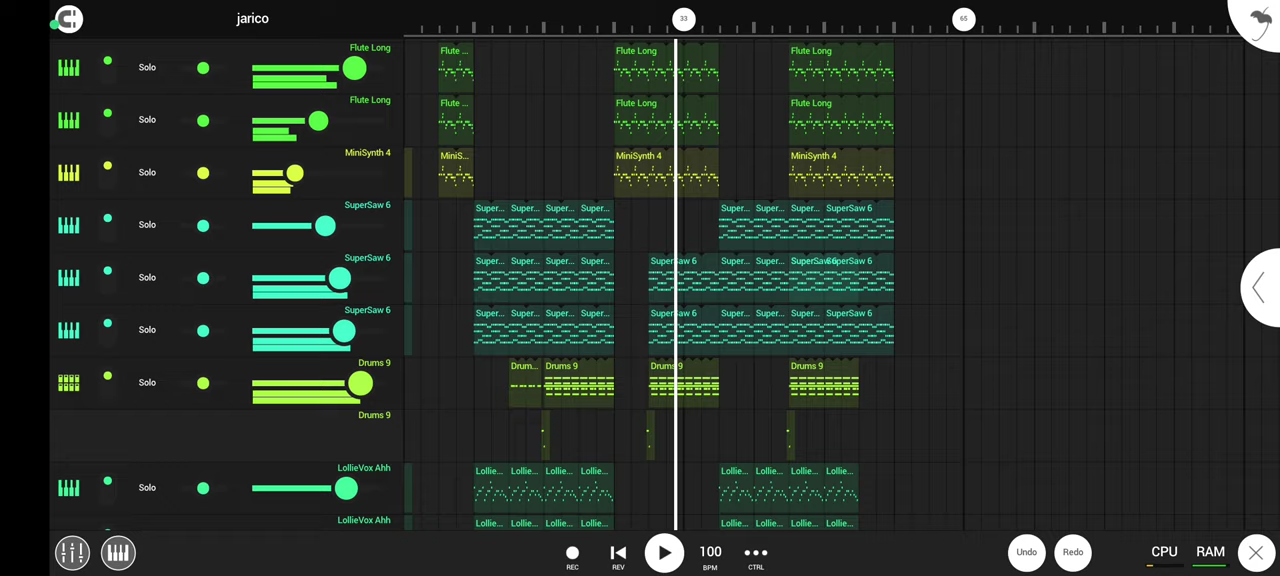 jarico
33
65
Flute Long
Solo
Flute ...
Flute Long
Flute Long
Flute Long
Solo
Flute ...
Flute Long
Flute Long
MiniSynth 4
Solo
MiniS...
MiniSynth 4
MiniSynth 4
SuperSaw 6
Solo
Super... Super... Super... Super...
Super... Super... SuperSaw 6
SuperSaw 6
Solo
Super... Super... Super... Super...
SuperSaw 6 Super... Super... SuperSaw 6
SuperSaw 6
Solo
Super... Super... Super... Super...
SuperSaw 6 Super... Super... Super... SuperSaw 6
Drums 9
Solo
Drum... Drums 9
Drums 9
Drums 9
Drums 9
LollieVox Ahh
Solo
Lollie... Lollie... Lollie... Lollie...
Lollie... Lollie... Lollie... Lollie...
LollieVox Ahh
Lollie... Lollie... Lollie... Lollie...
Lollie... Lollie... Lollie... Lollie...
REC
REV
100
BPM
CTRL
Undo
Redo
CPU
RAM